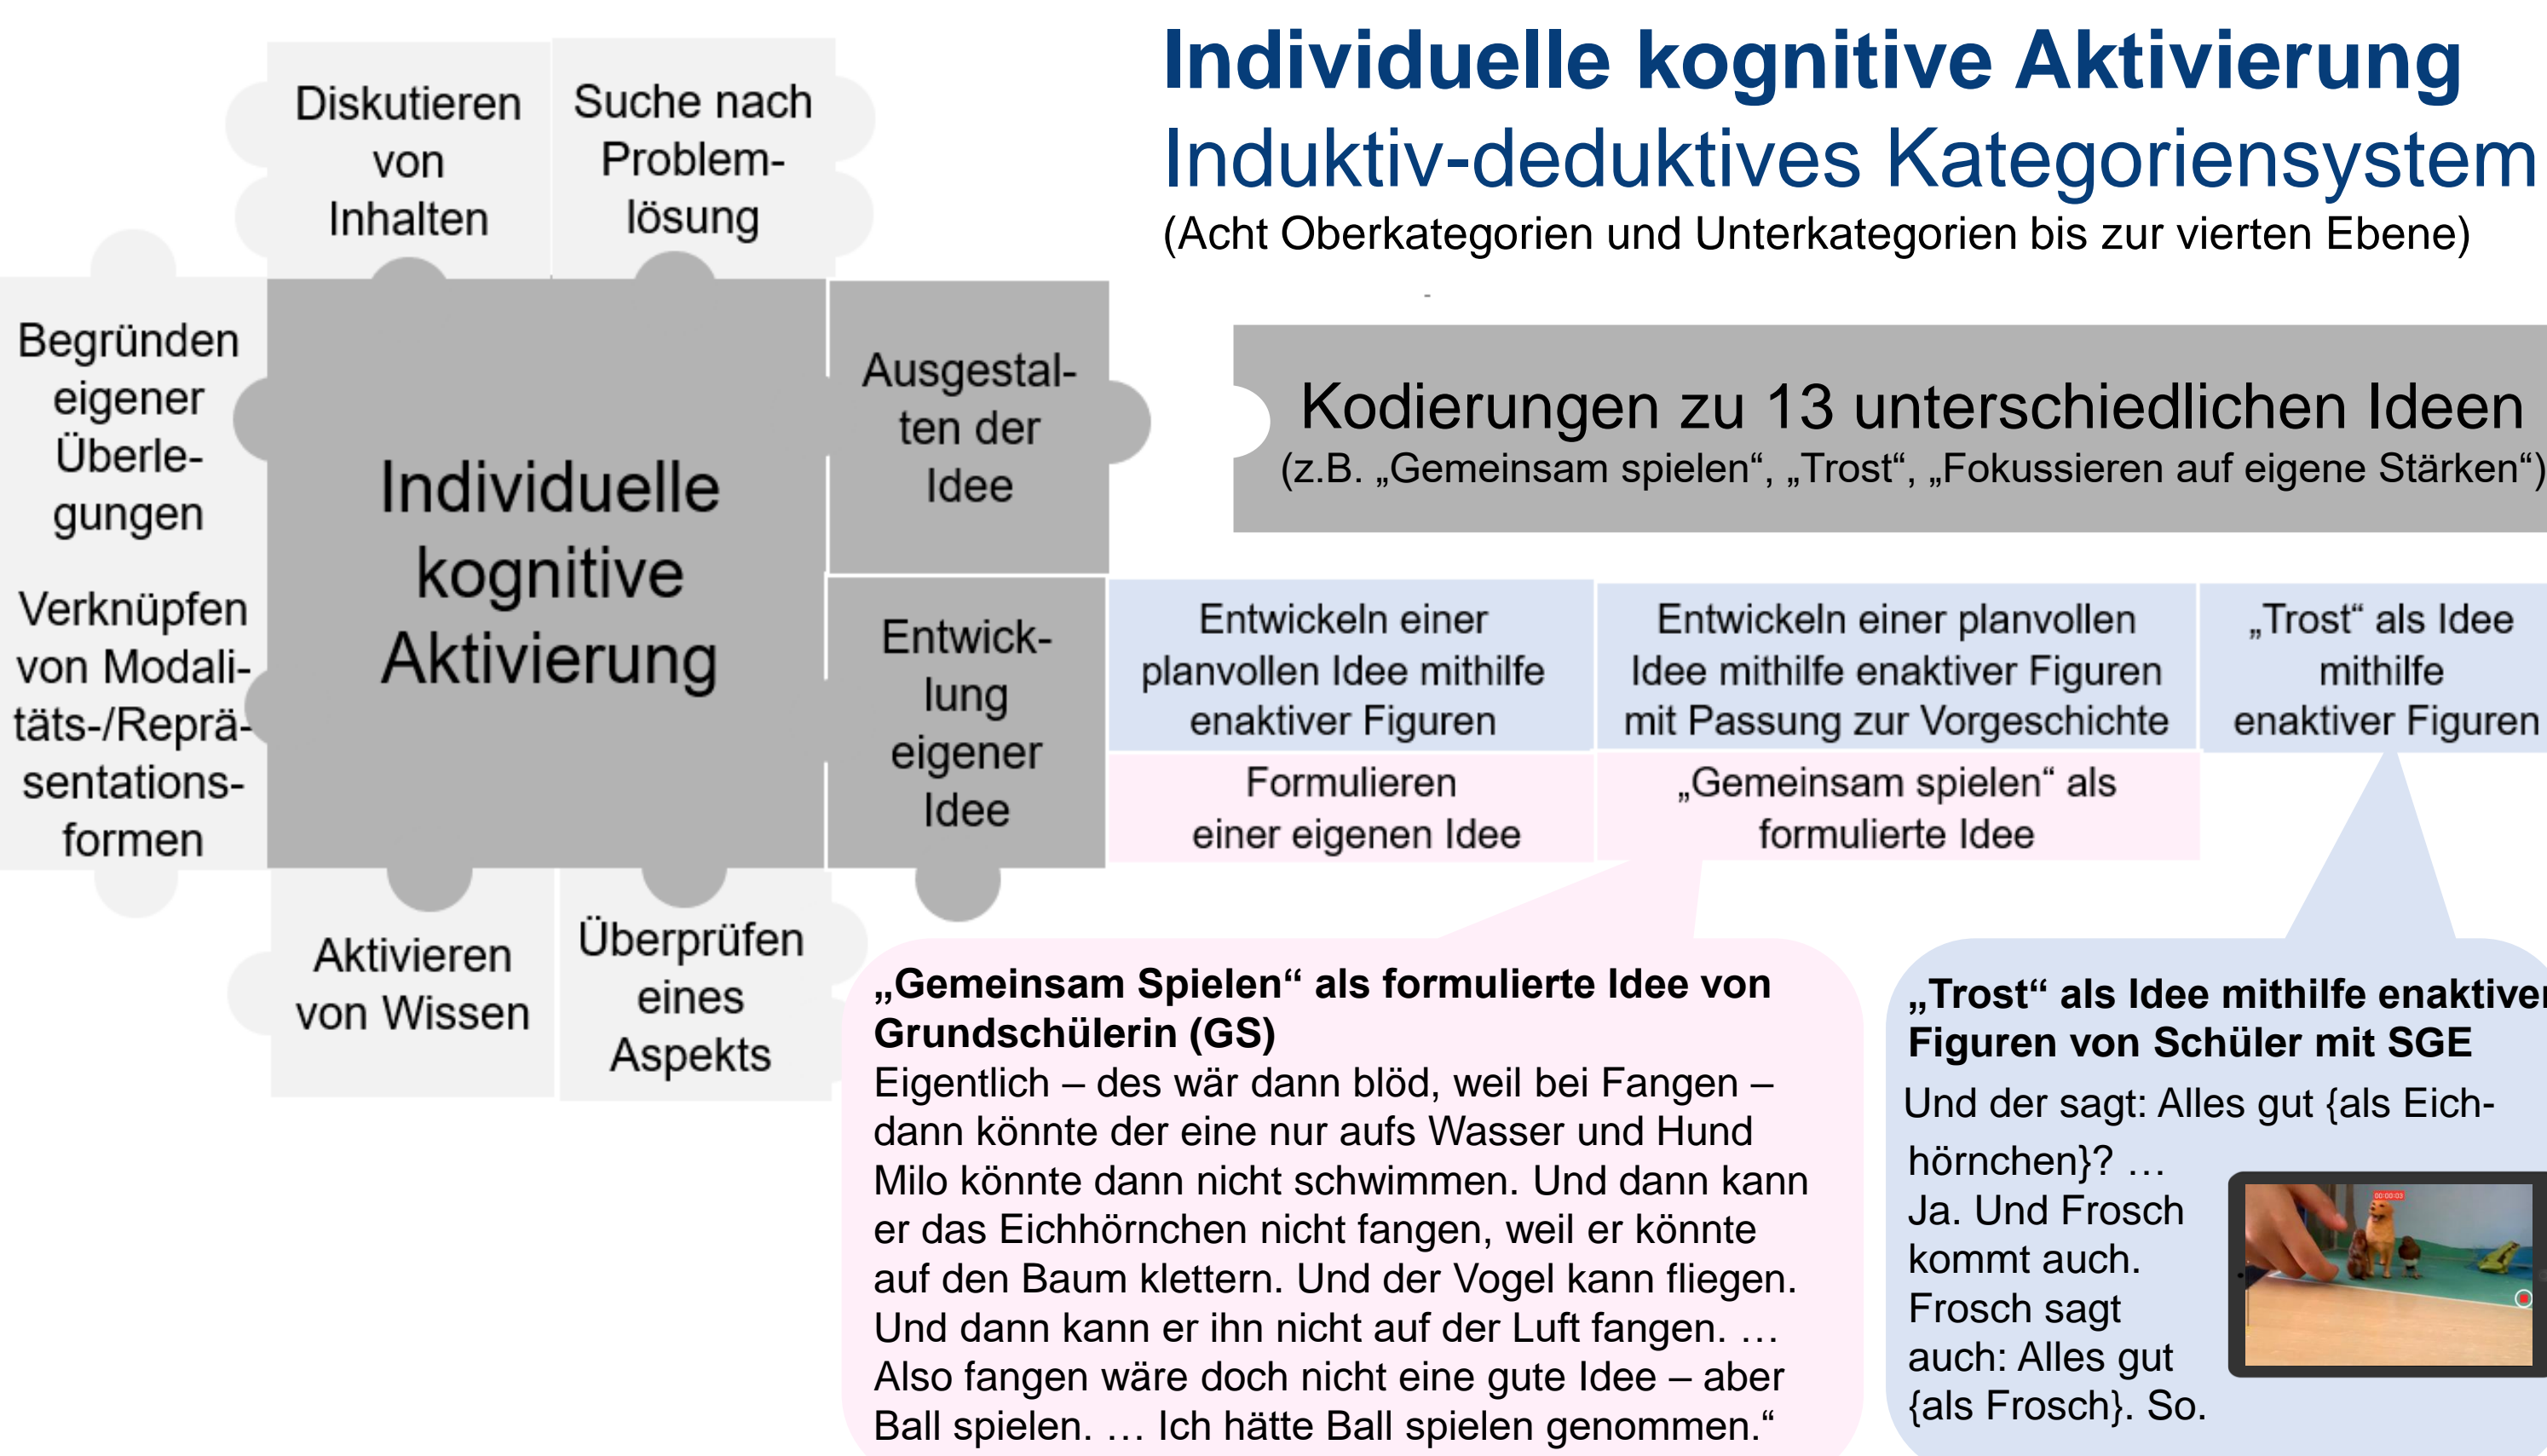 Individuelle kognitive Aktivierung
Induktiv-deduktives Kategoriensystem
(Acht Oberkategorien und Unterkategorien bis zur vierten Ebene)
-
Diskutieren
von
Inhalten
Suche nach
Problem-
lösung
Begründen
eigener
Überle-
gungen
Verknüpfen
von Modali-
täts-/Reprä-
sentations-
formen
Individuelle
kognitive
Aktivierung
Ausgestal-
ten der
Idee
Entwick-
lung
eigener
Idee
Aktivieren
von Wissen
Überprüfen
eines
Aspekts
Kodierungen zu 13 unterschiedlichen Ideen
(z.B. „Gemeinsam spielen“, „Trost“, „Fokussieren auf eigene Stärken“)
Entwickeln einer
planvollen Idee mithilfe
enaktiver Figuren
Entwickeln einer planvollen
Idee mithilfe enaktiver Figuren
mit Passung zur Vorgeschichte
„Trost“ als Idee
mithilfe
enaktiver Figuren
Formulieren
einer eigenen Idee
„Gemeinsam spielen“ als
formulierte Idee
„Gemeinsam Spielen“ als formulierte Idee von
Grundschülerin (GS)
Eigentlich – des wär dann blöd, weil bei Fangen –
dann könnte der eine nur aufs Wasser und Hund
Milo könnte dann nicht schwimmen. Und dann kann
er das Eichhörnchen nicht fangen, weil er könnte
auf den Baum klettern. Und der Vogel kann fliegen.
Und dann kann er ihn nicht auf der Luft fangen. …
Also fangen wäre doch nicht eine gute Idee – aber
Ball spielen. … Ich hätte Ball spielen genommen.“
„Trost“ als Idee mithilfe enaktiver
Figuren von Schüler mit SGE
Und der sagt: Alles gut {als Eich-
hörnchen}? …
Ja. Und Frosch
kommt auch.
Frosch sagt
auch: Alles gut
{als Frosch}. So.
00:00:03